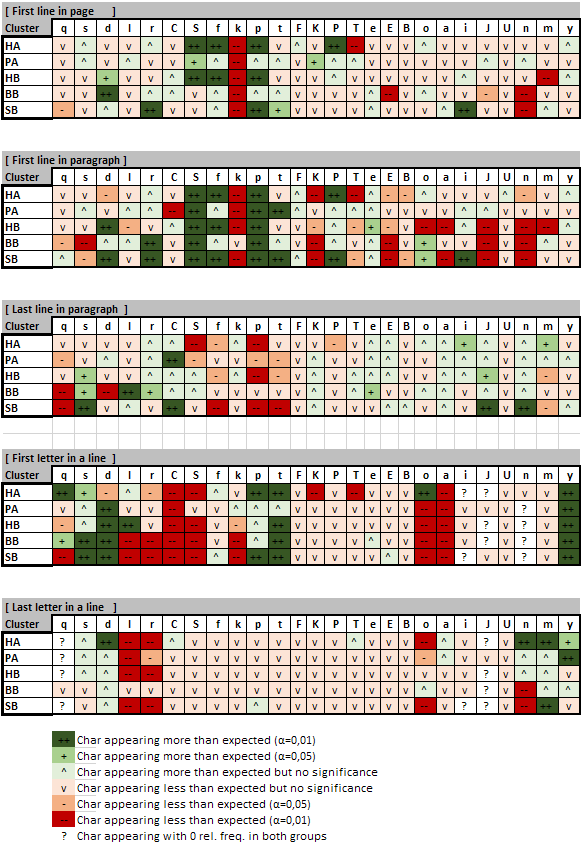 [ First line in page ]
Cluster q s d l r C S f k p t F K P T e E B o a i J U n m y
HA v ^ v v ^ v ++ ++ -- ++ v ^ v ++ -- v v v ^ v v v v v v ^
PA v ^ v ^ v v + ^ -- ^ ^ v + ^ v ^ v v ^ v v v v v ^ v
HB v v + v ^ v ++ ++ -- ++ v v v ^ ^ v v v v v ^ v v v -- ^
BB v v ++ v ^ ^ v ^ -- v v v v v v ^ -- v ^ v v - v -- v v
SB - v ^ v ++ v v ^ -- ++ + v v v v ^ v v v ^ ++ v v -- ^ v
[ First line in paragraph ]
Cluster q s d l r C S f k p t F K P T e E B o a i J U n m y
HA v v - v ^ v ++ ++ -- ++ v ^ -- ++ -- ^ - - ^ v v v ^ - v ^
PA v ^ v v ^ -- ++ ^ -- ++ ++ ^ v ^ ^ ^ v v v v ^ ^ v v v v
HB v v ++ - v ^ ++ ++ -- ++ v v - ^ - + - v -- -- v -- v -- -- ^
BB - -- ^ ^ ++ v ++ ^ v ++ ^ ^ -- ^ v ^ -- v + v v -- v -- v v
SB ^ - ++ v ++ v ++ ++ -- ++ ++ ^ -- ++ - ^ -- - + -- ++ -- v -- v ^
[ Last line in paragraph ]
Cluster q s d l r C S f k p t F K P T e E B o a i J U n m y
HA v v v v ^ ^ -- - ^ -- v v v - v ^ ^ v ^ ^ + ^ v ^ + v
PA - v ^ v ^ ++ - v v - - v ^ v v ^ ^ v ^ ^ ^ ^ v ^ ^ ^
HB v + v v ^ ^ ^ - ^ -- - v ^ v v ^ ^ v ^ ^ ^ + v ^ - v
BB -- + -- ++ + ^ v v ^ v v v ^ v v + v v ^ ^ v ^ v ^ v v
SB -- ++ v ^ v ++ v -- v -- -- v ^ v v v ^ ^ v ^ v ++ v ++ - ^
[ First letter in a line ]
Cluster q s d l r C S f k p t F K P T e E B o a i J U n m y
HA ++ + - ^ - -- -- ^ v ++ ++ v -- v -- v v v ++ -- ? ? v v v ++
PA v ^ ++ v v -- v v ^ ^ ^ v v v v v v v -- -- v v v ? v ++
HB - ^ ++ ++ v -- -- v - ^ ++ v v v v v v v -- -- v ? v v v ++
BB + ++ ++ -- -- -- -- v -- ^ ++ v v v v ^ v v -- -- v ? v ? v ++
SB -- ++ ++ -- -- -- -- ^ -- ++ ++ v v v v v ^ v -- -- ? v v ? v ++
[ Last letter in a line ]
Cluster q s d l r C S f k p t F K P T e E B o a i J U n m y
HA ? ^ ++ -- -- ^ v v v v v v v v ^ v v v -- ^ v ? v ++ ++ +
PA ? ^ ^ -- - v v v v v v v v v v v v v - ^ v v v ^ ^ ++
HB ? ^ ^ -- -- v v v v v v v v v v v v v v v v ? v ^ ^ v
BB v v ^ v v v v v v v v v v v v v v v ^ v v ? v -- ^ ^
SB ? ^ ^ -- -- v v v v ^ v v v v v v v v -- v ? ? v -- ++ v
++ Char appearing more than expected (α=0,01)
+ Char appearing more than expected (α=0,05)
^ Char appearing more than expected but no significance
v Char appearing less than expected but no significance
- Char appearing less than expected (α=0,05)
-- Char appearing less than expected (α=0,01)
? Char appearing with 0 rel. freq. in both groups